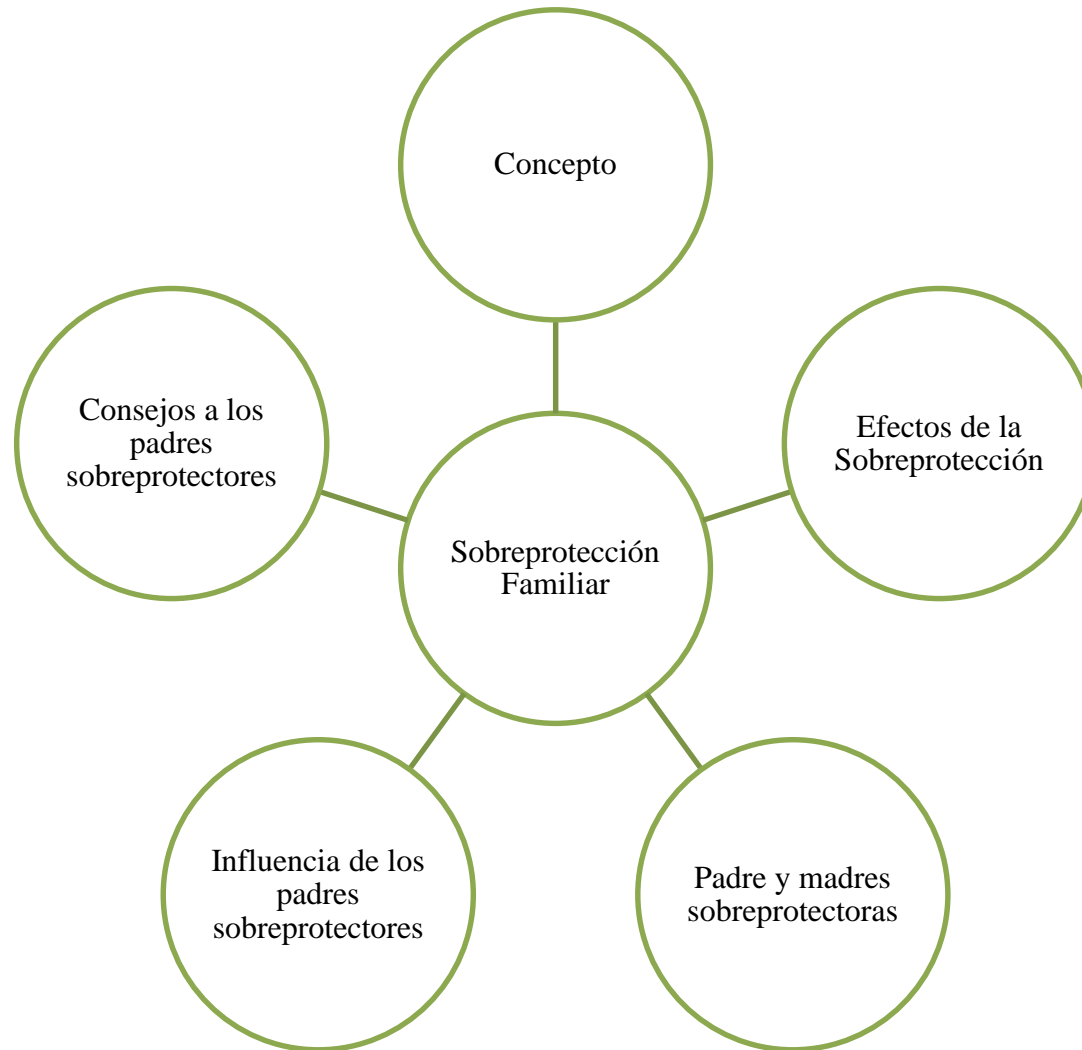 Concepto
Efectos de la
Sobreprotección
Padre y madres
sobreprotectoras
Influencia de los
padres
sobreprotectores
Consejos a los
padres
sobreprotectores
Sobreprotección
Familiar